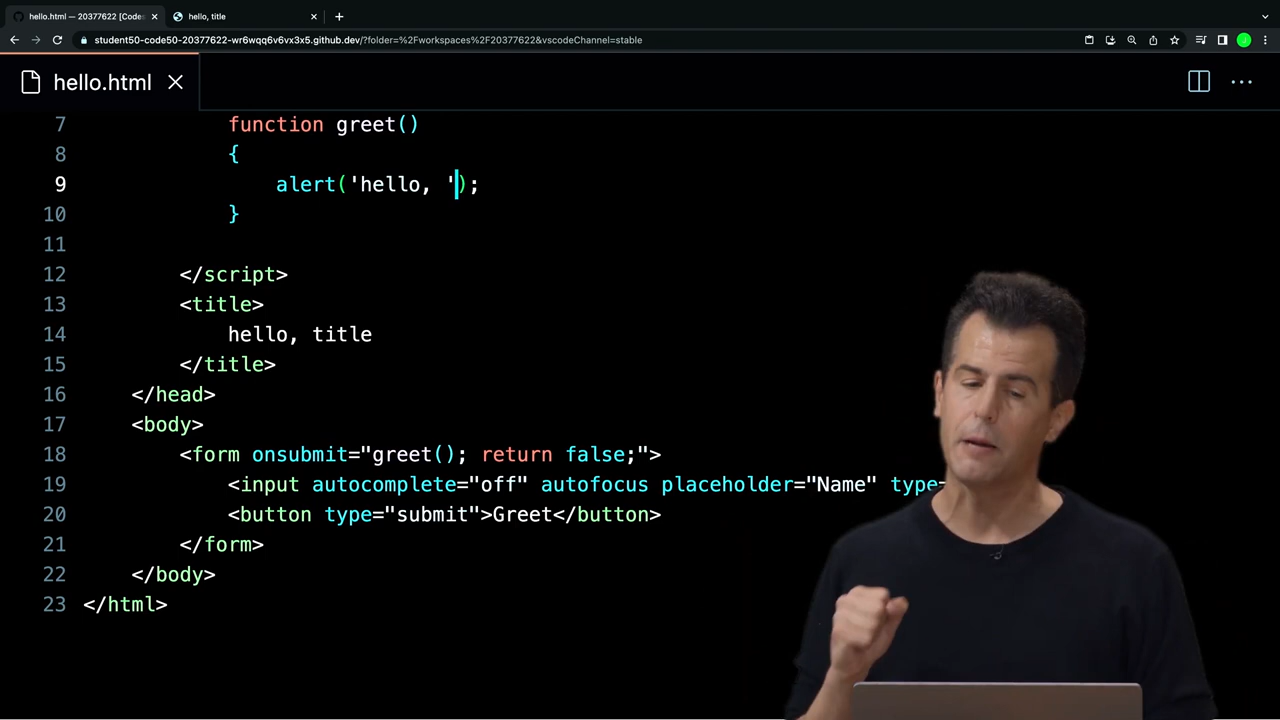 hello.html — 20377622 [Codes
hello, title
student50-code50-20377622-wr6wqq6v6vx3x5.github.dev/?folder=%2Fworkspaces%2F20377622&vscodeChannel=stable
hello.html
7 function greet()
8 {
9 alert('hello, ');
10 }
11
12 </script>
13 <title>
14 hello, title
15 </title>
16 </head>
17 <body>
18 <form onsubmit="greet(); return false;">
19 <input autocomplete="off" autofocus placeholder="Name" type=
20 <button type="submit">Greet</button>
21 </form>
22 </body>
23 </html>